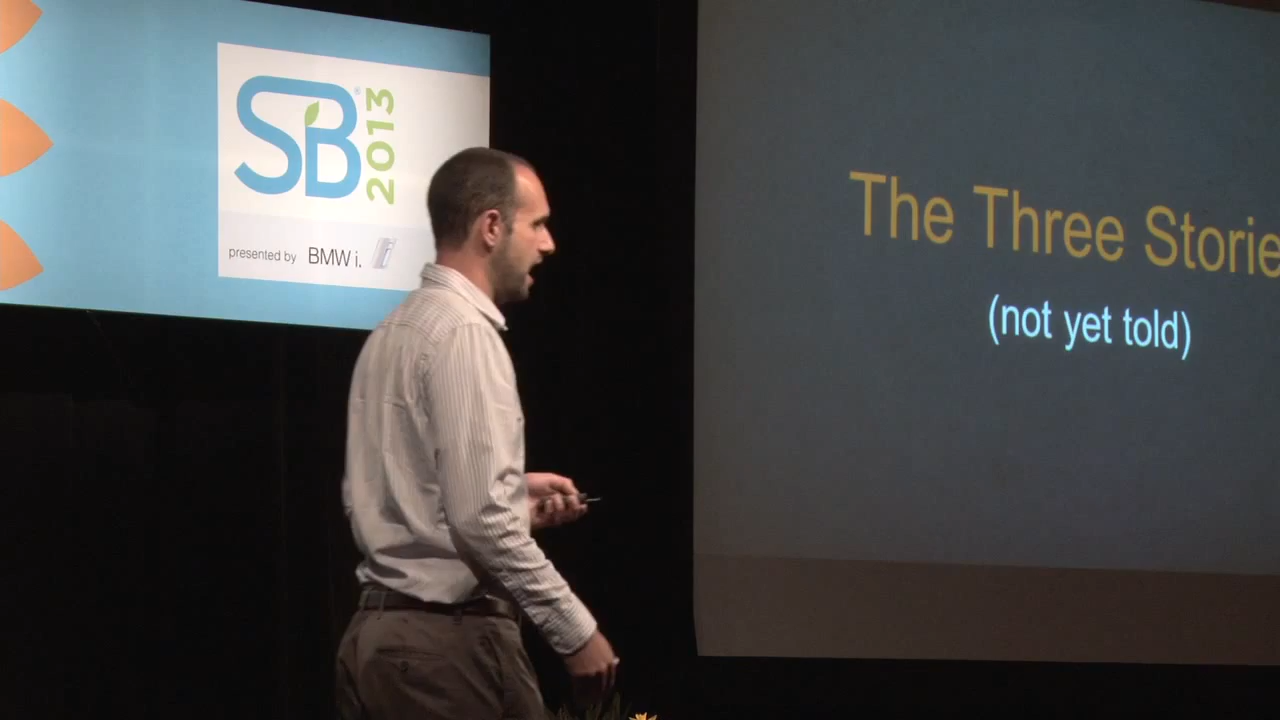 SB® 2013
presented by BMW i.
The Three Storie
(not yet told)